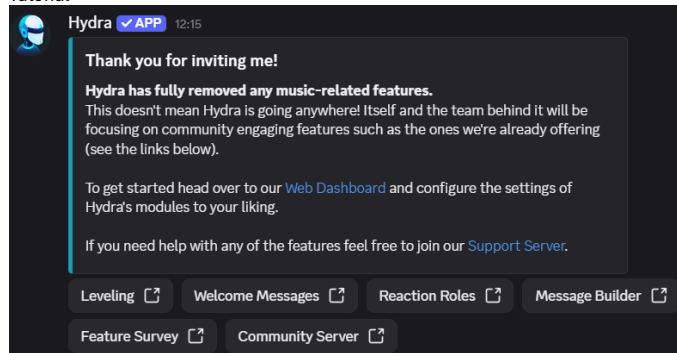 Hydra ✓ APP 12:15
Thank you for inviting me!
Hydra has fully removed any music-related features.
This doesn't mean Hydra is going anywhere! Itself and the team behind it will be
focusing on community engaging features such as the ones we're already offering
(see the links below).
To get started head over to our Web Dashboard and configure the settings of
Hydra's modules to your liking.
If you need help with any of the features feel free to join our Support Server.
Leveling Welcome Messages Reaction Roles Message Builder
Feature Survey Community Server